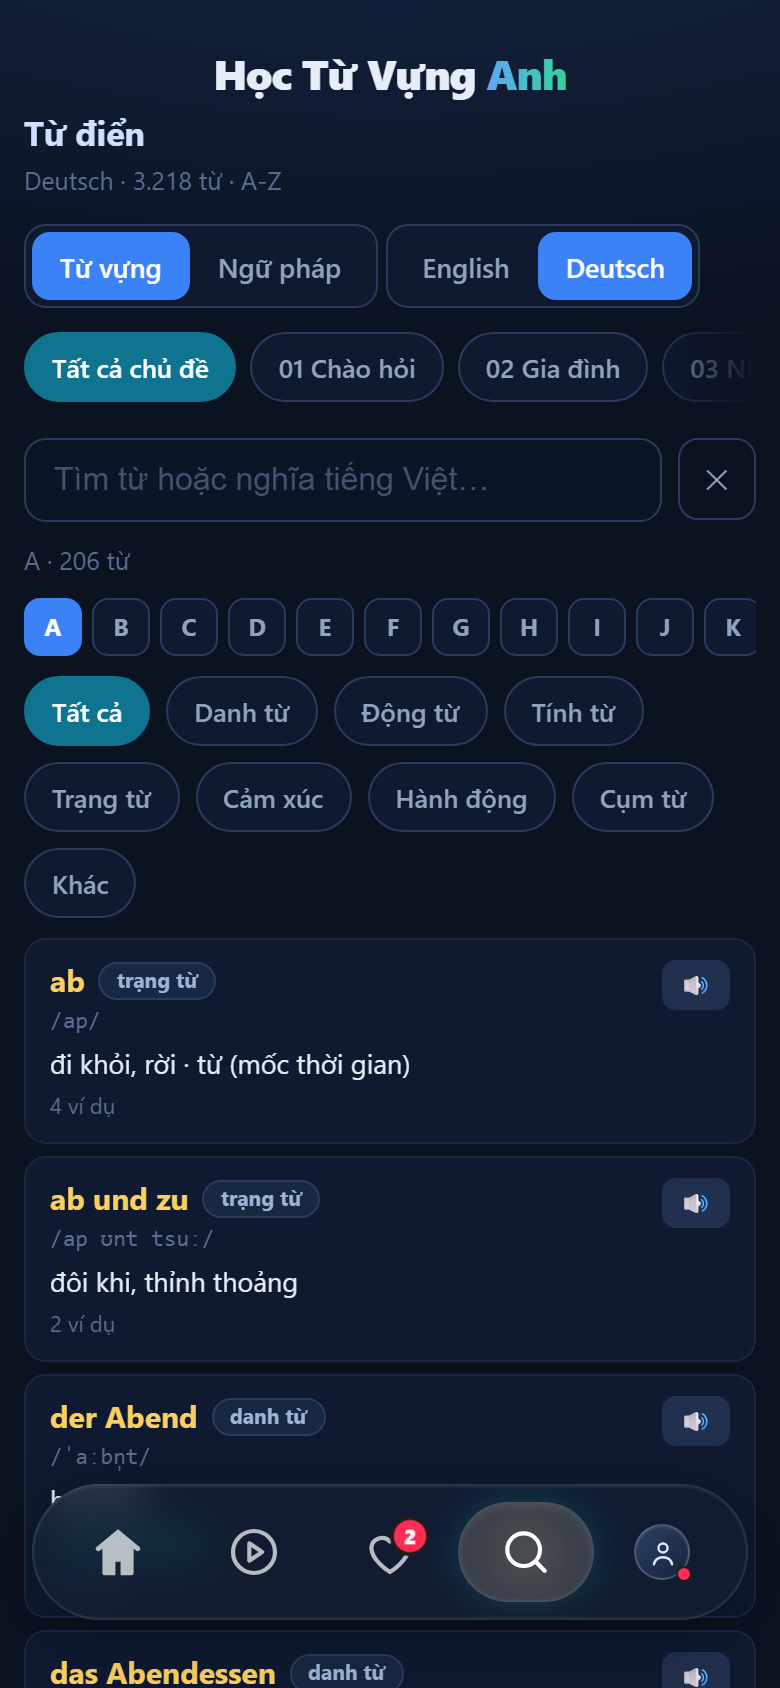 Học Từ Vựng Anh
Từ điển
Deutsch · 3.218 từ · A-Z
Từ vựng Ngữ pháp English Deutsch
Tất cả chủ đề 01 Chào hỏi 02 Gia đình 03
Tìm từ hoặc nghĩa tiếng Việt...
A · 206 từ
A B C D E F G H I J K
Tất cả Danh từ Động từ Tính từ
Trạng từ Cảm xúc Hành động Cụm từ
Khác
ab trạng từ
/ap/
đi khỏi, rời · từ (mốc thời gian)
4 ví dụ
ab und zu trạng từ
/ap ʊnt tsuː/
đôi khi, thỉnh thoảng
2 ví dụ
der Abend danh từ
/ˈaːbn̩t/
2
das Abendessen danh từ